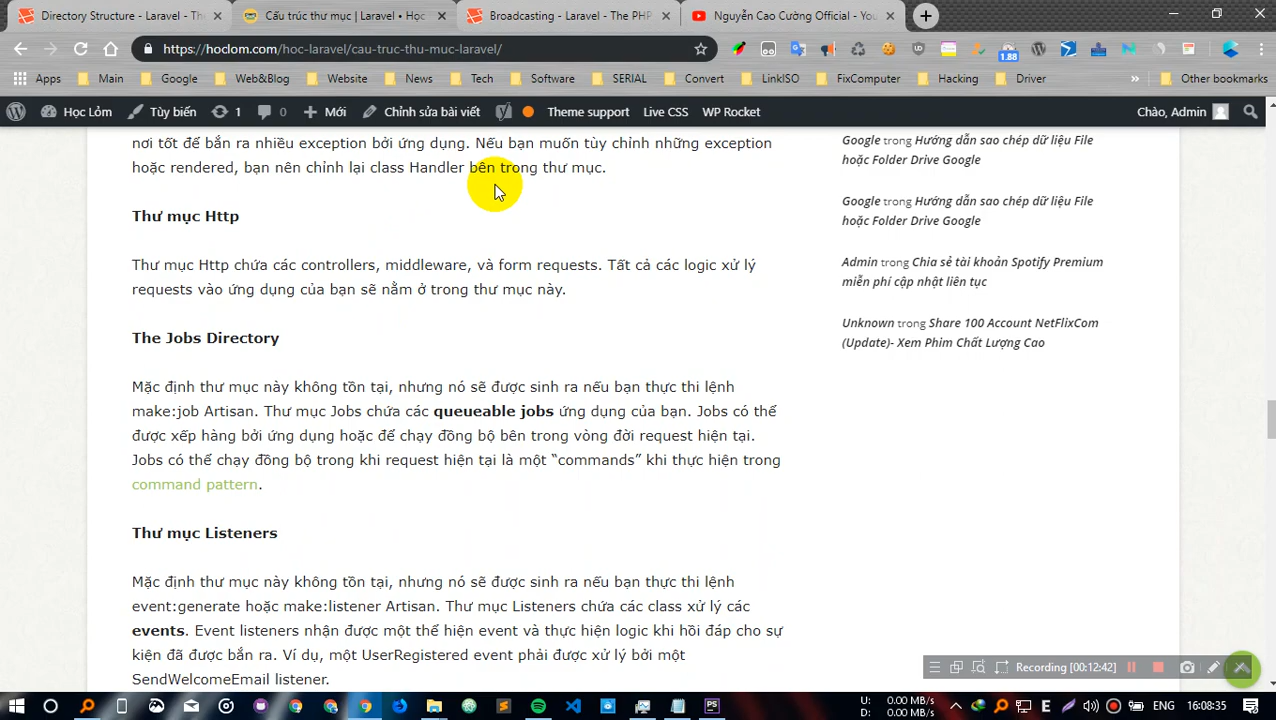 Directory Structure - Laravel - Th
Cấu trúc thư mục | Laravel • Học
Broadcasting - Laravel - The PHP
Nguyễn Cao Cường Official - You
https://hoclom.com/hoc-laravel/cau-truc-thu-muc-laravel/
1.88
Apps
Main
Google
Web&Blog
Website
News
Tech
Software
SERIAL
Convert
LinkISO
FixComputer
Hacking
Driver
»
Other bookmarks
Học Lỏm
Tùy biến
1
0
Mới
Chỉnh sửa bài viết
Theme support
Live CSS
WP Rocket
Chào, Admin
nơi tốt để bắn ra nhiều exception bởi ứng dụng. Nếu bạn muốn tùy chỉnh những exception
hoặc rendered, bạn nên chỉnh lại class Handler bên trong thư mục.
Thư mục Http
Thư mục Http chứa các controllers, middleware, và form requests. Tất cả các logic xử lý
requests vào ứng dụng của bạn sẽ nằm ở trong thư mục này.
The Jobs Directory
Mặc định thư mục này không tồn tại, nhưng nó sẽ được sinh ra nếu bạn thực thi lệnh
make:job Artisan. Thư mục Jobs chứa các queueable jobs ứng dụng của bạn. Jobs có thể
được xếp hàng bởi ứng dụng hoặc để chạy đồng bộ bên trong vòng đời request hiện tại.
Jobs có thể chạy đồng bộ trong khi request hiện tại là một “commands” khi thực hiện trong
command pattern.
Thư mục Listeners
Mặc định thư mục này không tồn tại, nhưng nó sẽ được sinh ra nếu bạn thực thi lệnh
event:generate hoặc make:listener Artisan. Thư mục Listeners chứa các class xử lý các
events. Event listeners nhận được một thể hiện event và thực hiện logic khi hồi đáp cho sự
kiện đã được bắn ra. Ví dụ, một UserRegistered event phải được xử lý bởi một
SendWelcomeEmail listener.
Google trong Hướng dẫn sao chép dữ liệu File
hoặc Folder Drive Google
Google trong Hướng dẫn sao chép dữ liệu File
hoặc Folder Drive Google
Admin trong Chia sẻ tài khoản Spotify Premium
miễn phí cập nhật liên tục
Unknown trong Share 100 Account NetFlixCom
(Update)- Xem Phim Chất Lượng Cao
Recording [00:12:42]
U: 0.00 MB/s
D: 0.00 MB/s
ENG
16:08:35